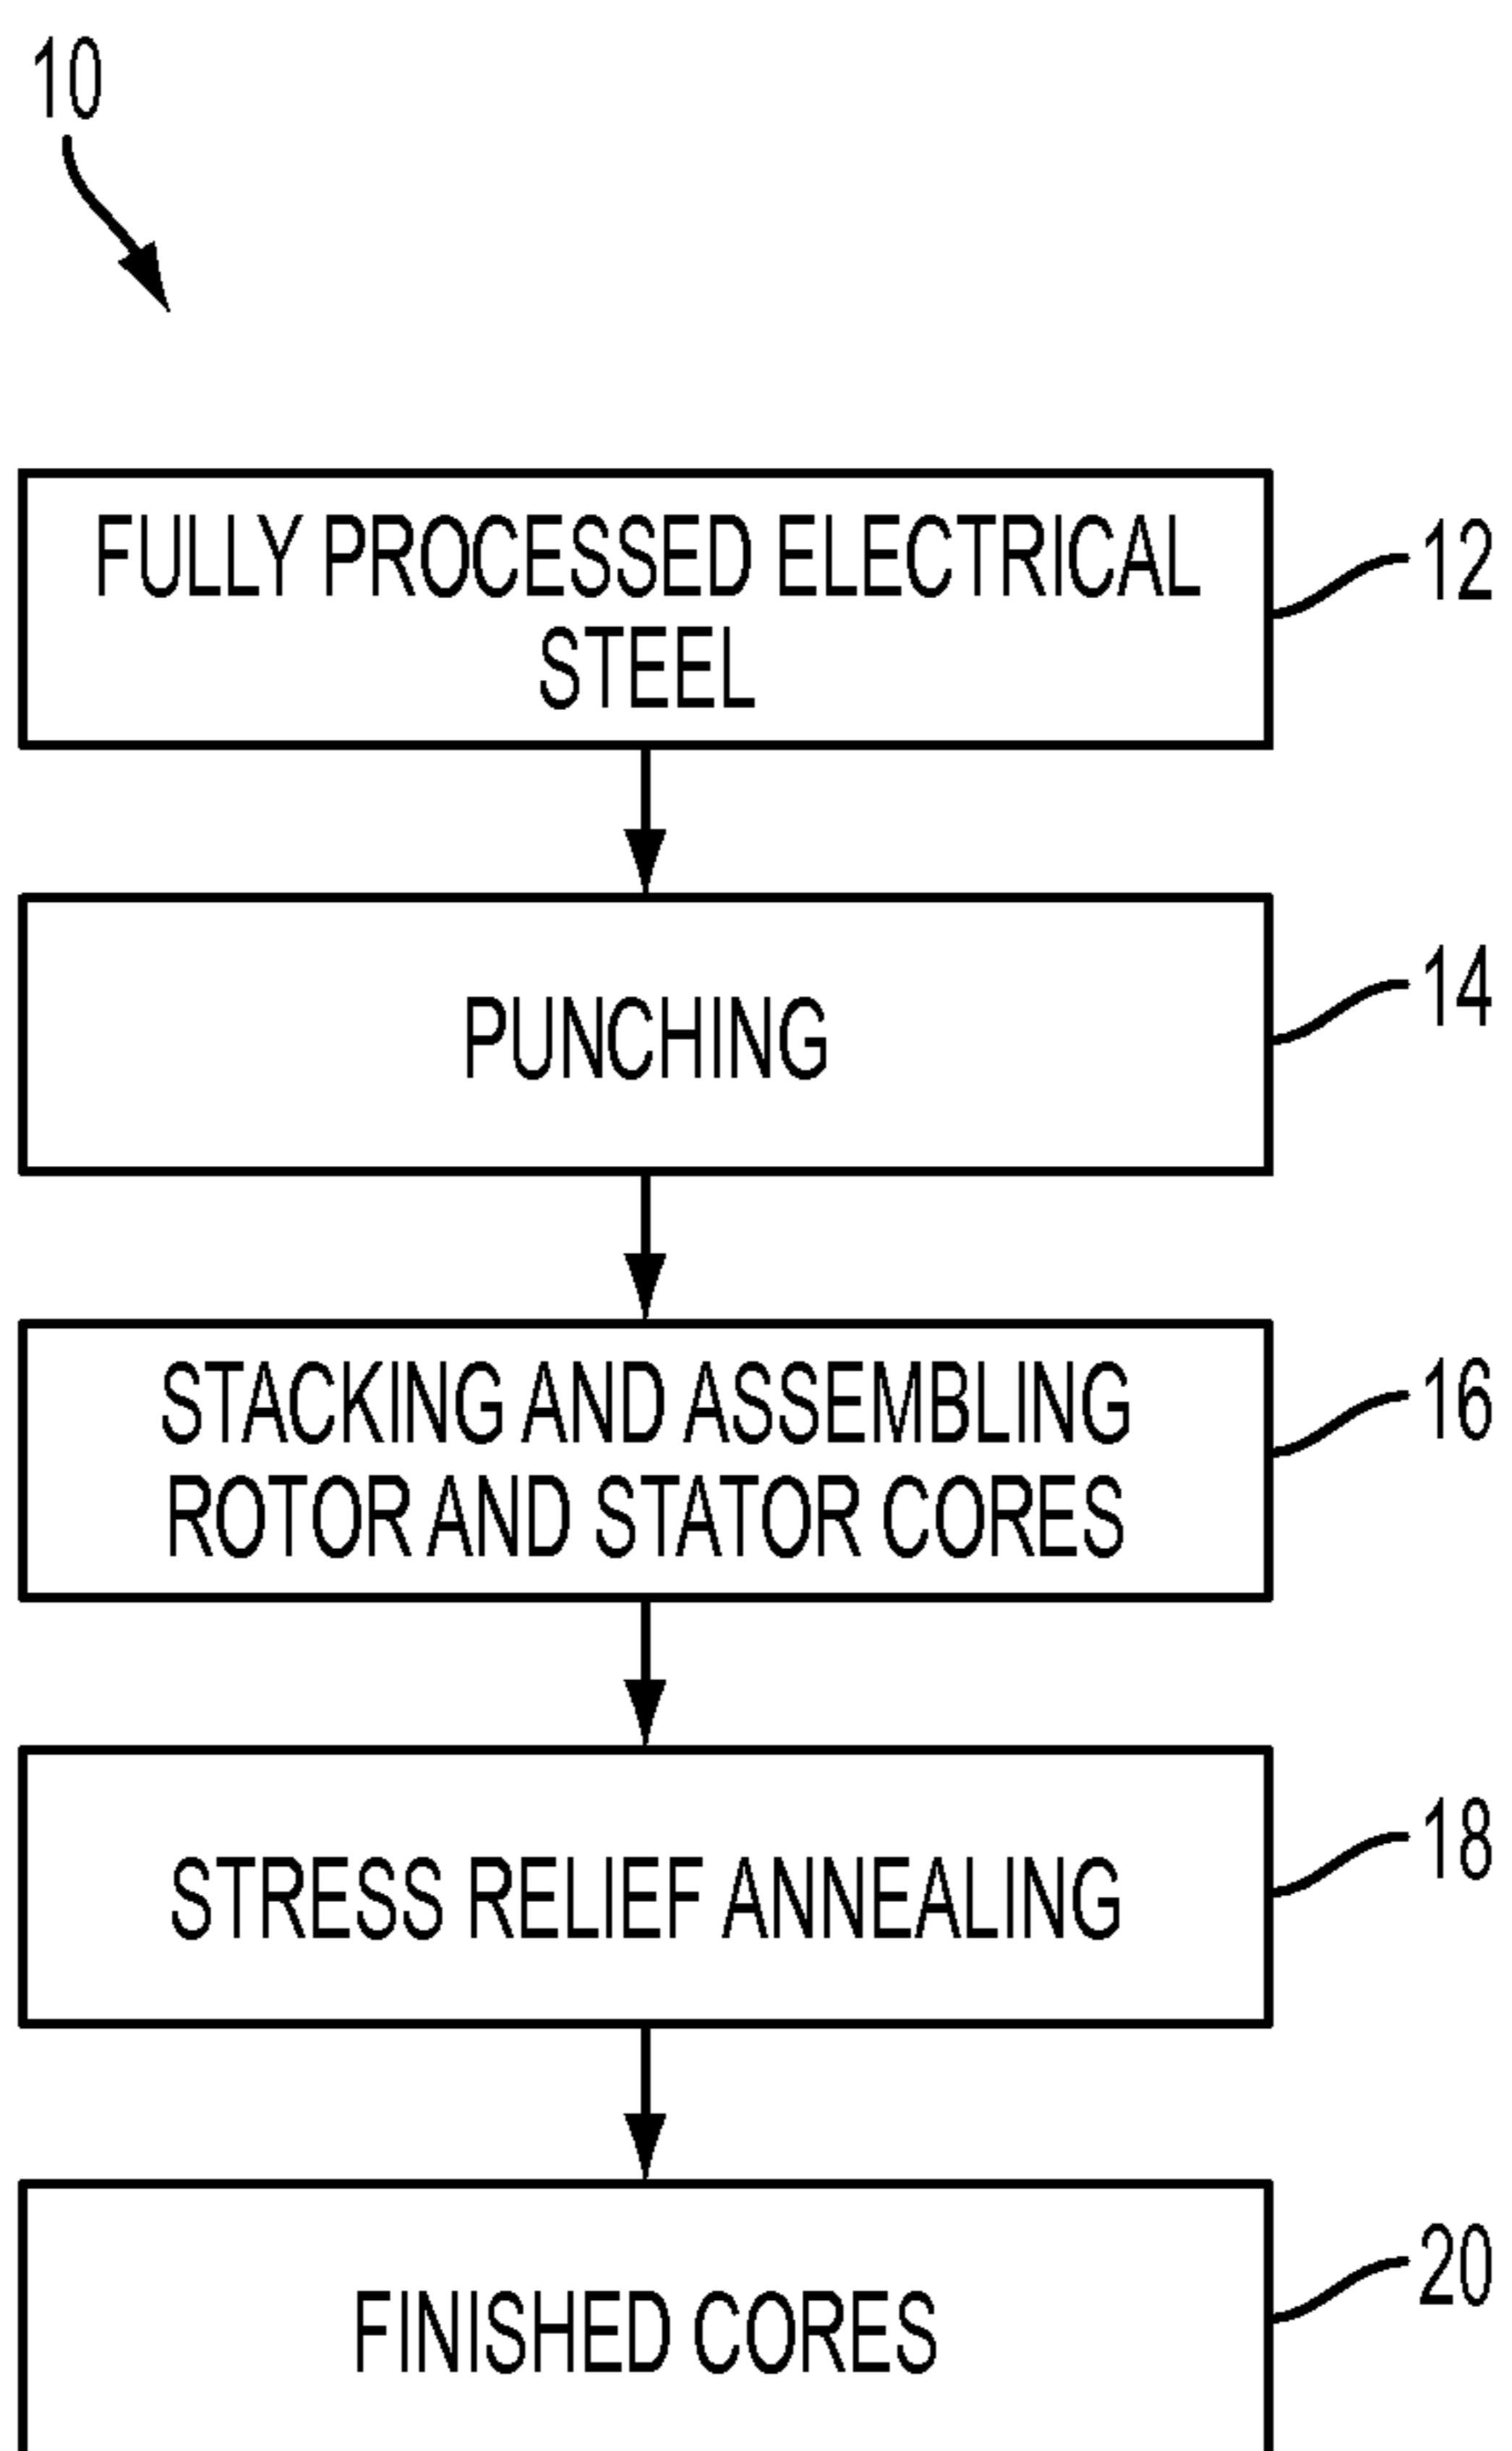 10
FULLY PROCESSED ELECTRICAL
STEEL
12
PUNCHING
14
STACKING AND ASSEMBLING
ROTOR AND STATOR CORES
16
STRESS RELIEF ANNEALING
18
FINISHED CORES
20